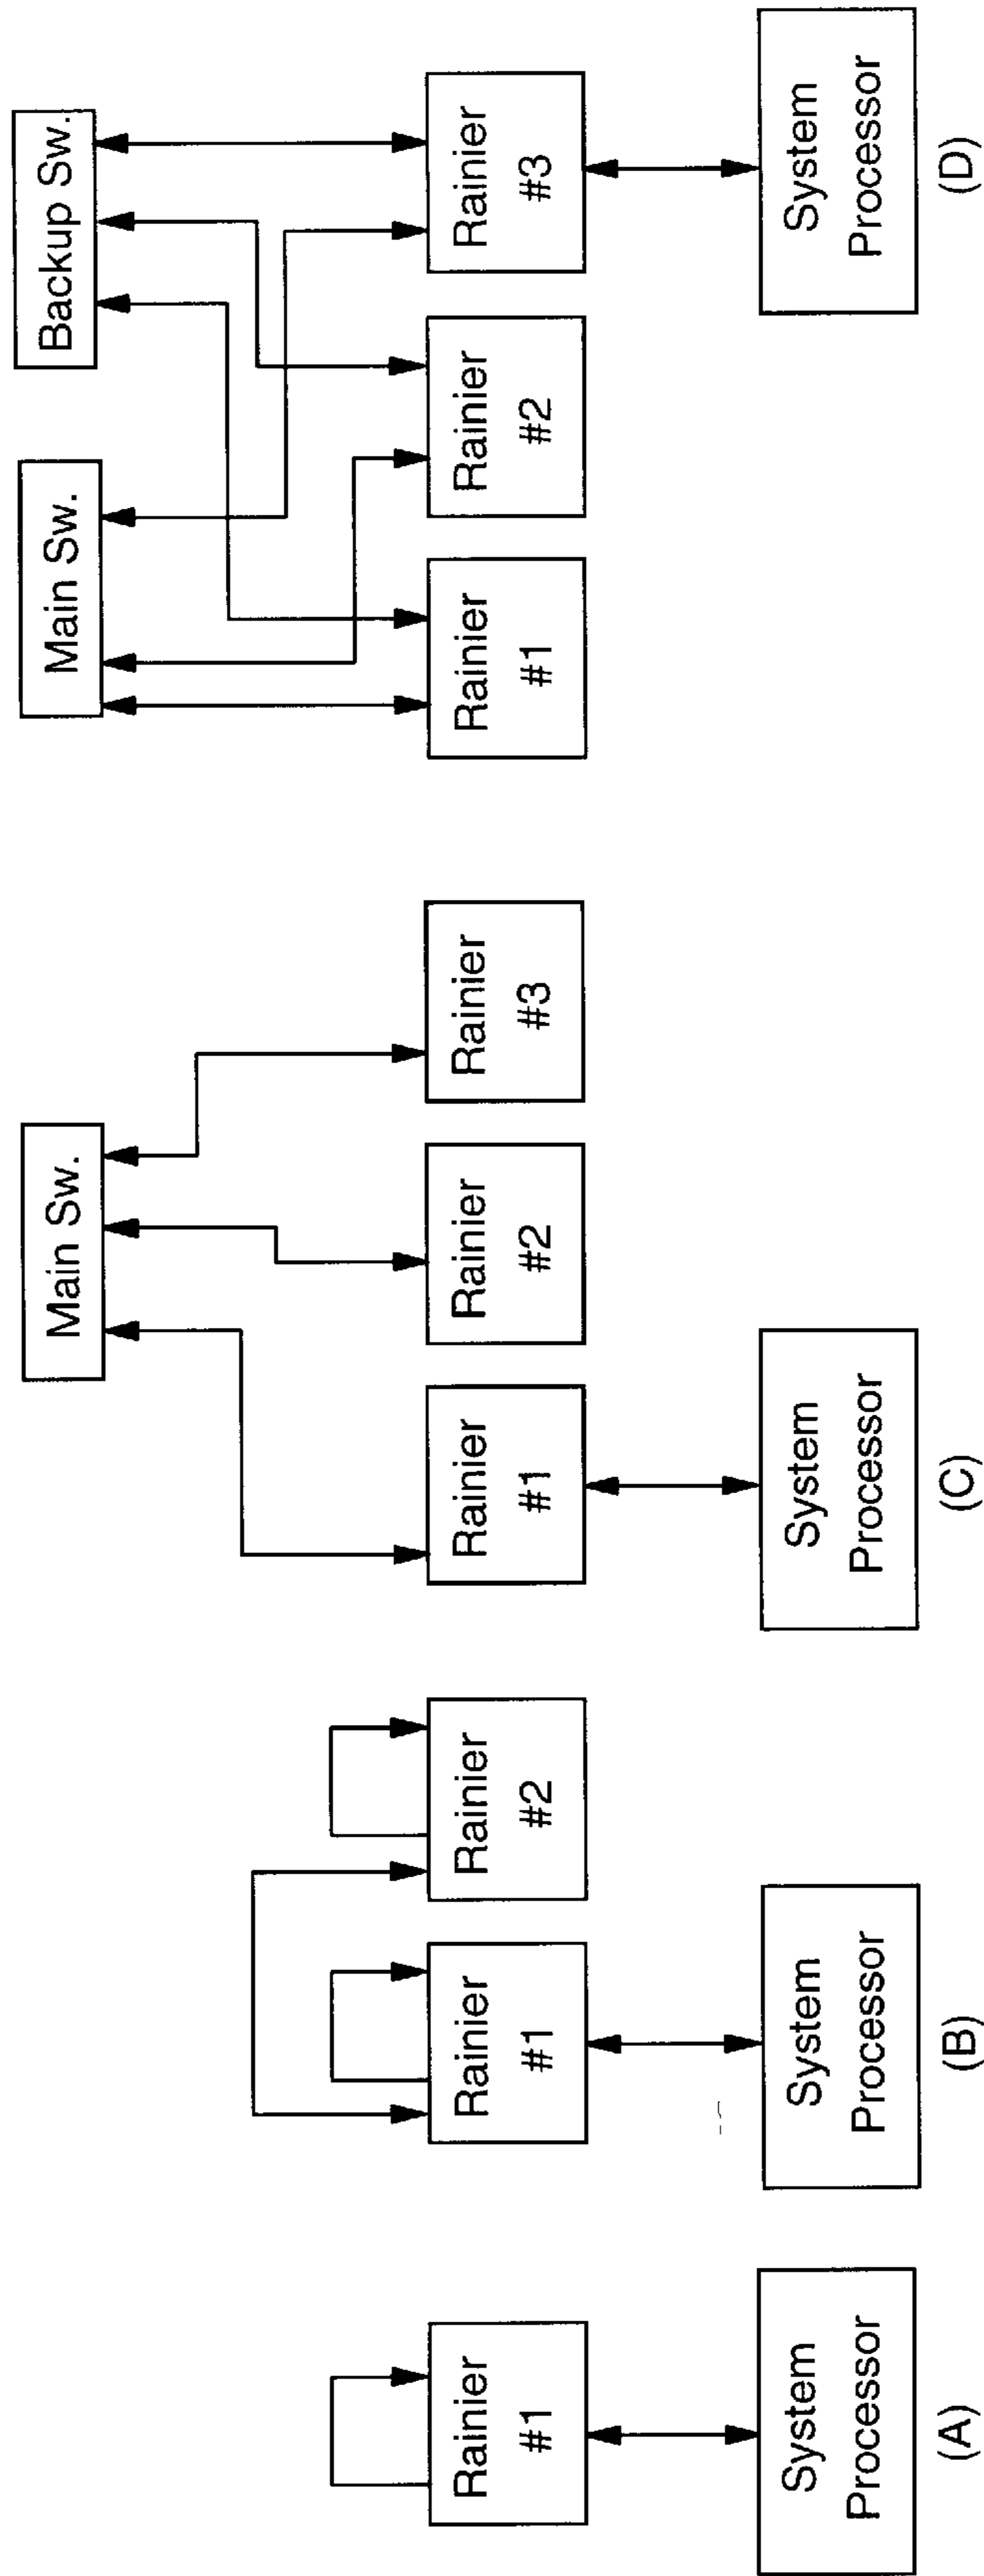 Rainier
#1
System
Processor
(A)
Rainier
#1
Rainier
#2
System
Processor
(B)
Main Sw.
Rainier
#1
Rainier
#2
Rainier
#3
System
Processor
(C)
Main Sw.
Backup Sw.
Rainier
#1
Rainier
#2
Rainier
#3
System
Processor
(D)